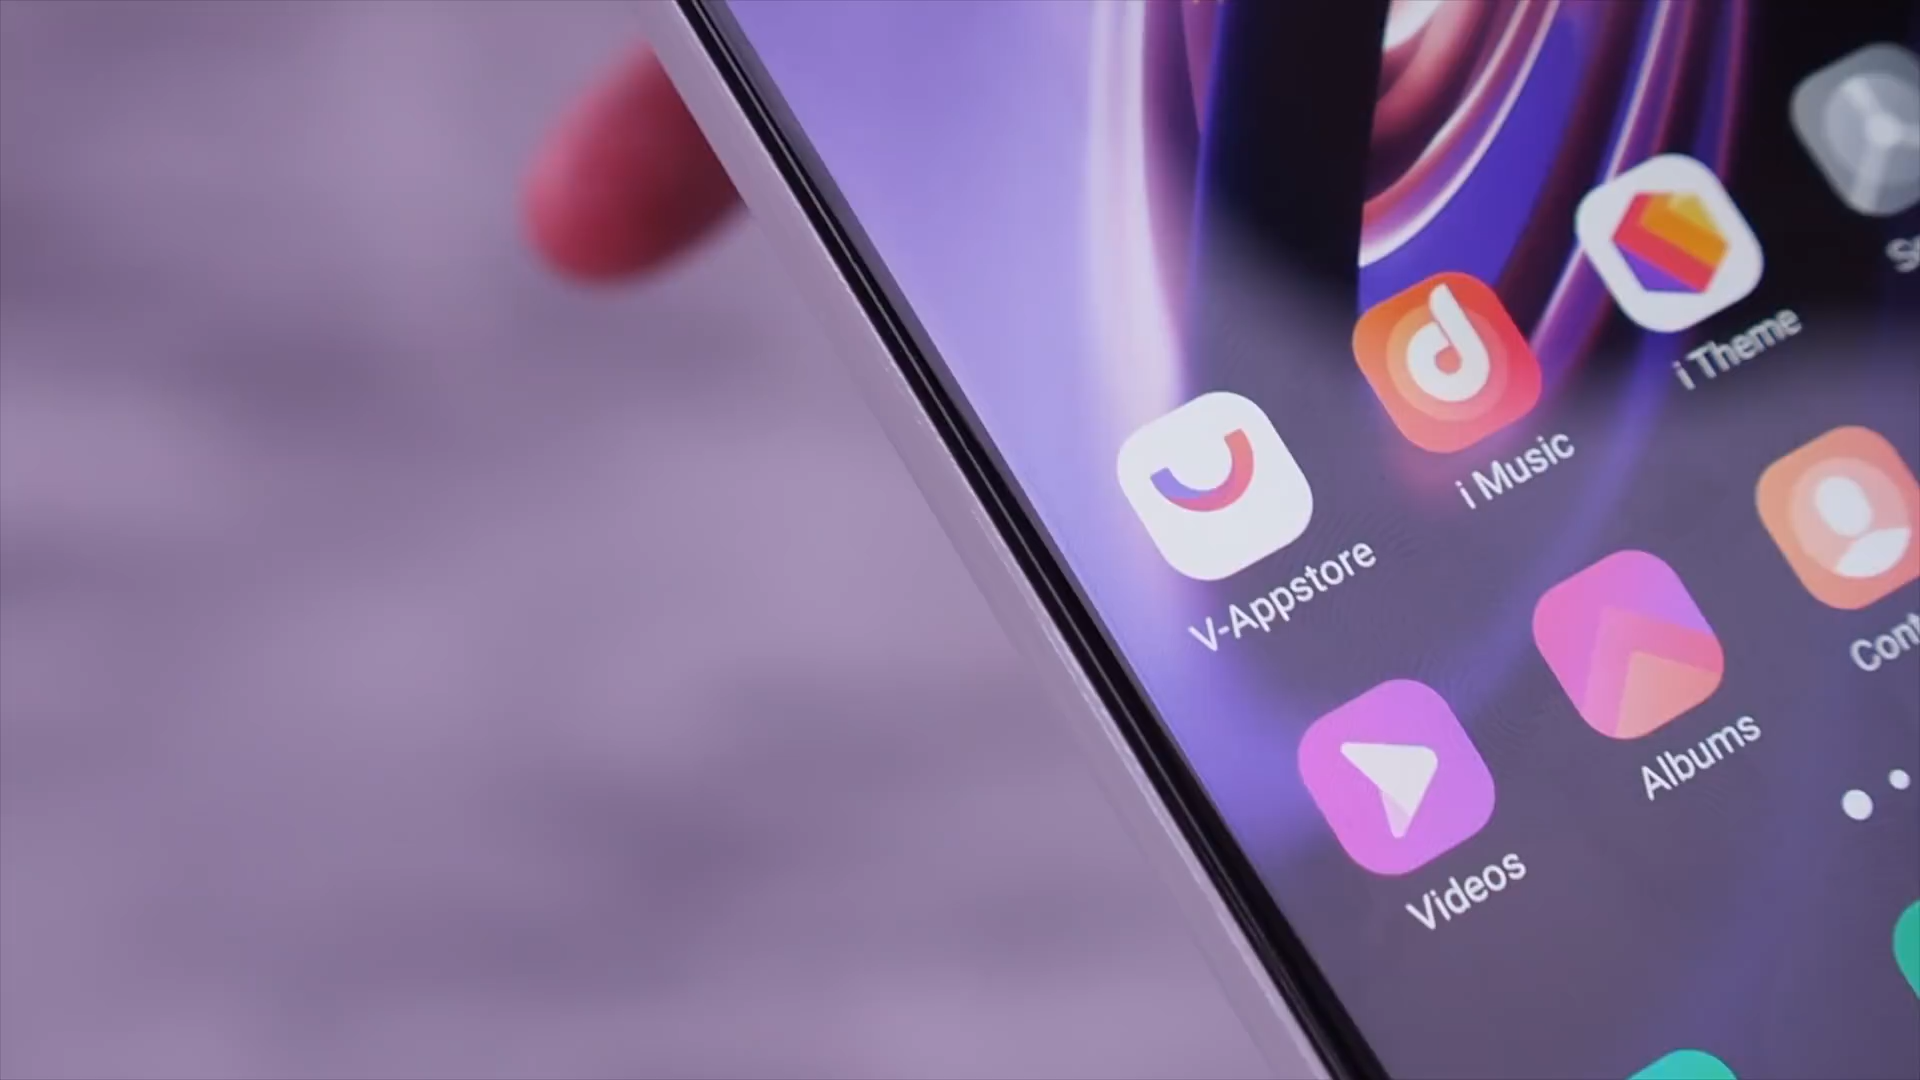 i Theme
i Music
V-Appstore
Albums
Videos